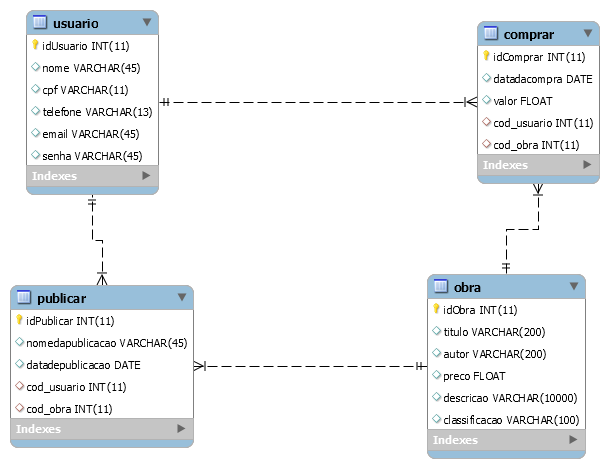 usuario
idUsuario INT(11)
nome VARCHAR(45)
cpf VARCHAR(11)
telefone VARCHAR(13)
email VARCHAR(45)
senha VARCHAR(45)
Indexes
comprar
idComprar INT(11)
datadacompra DATE
valor FLOAT
cod_usuario INT(11)
cod_obra INT(11)
Indexes
publicar
idPublicar INT(11)
nomedapublicacao VARCHAR(45)
datadepublicacao DATE
cod_usuario INT(11)
cod_obra INT(11)
Indexes
obra
idObra INT(11)
titulo VARCHAR(200)
autor VARCHAR(200)
preco FLOAT
descricao VARCHAR(10000)
classificacao VARCHAR(100)
Indexes